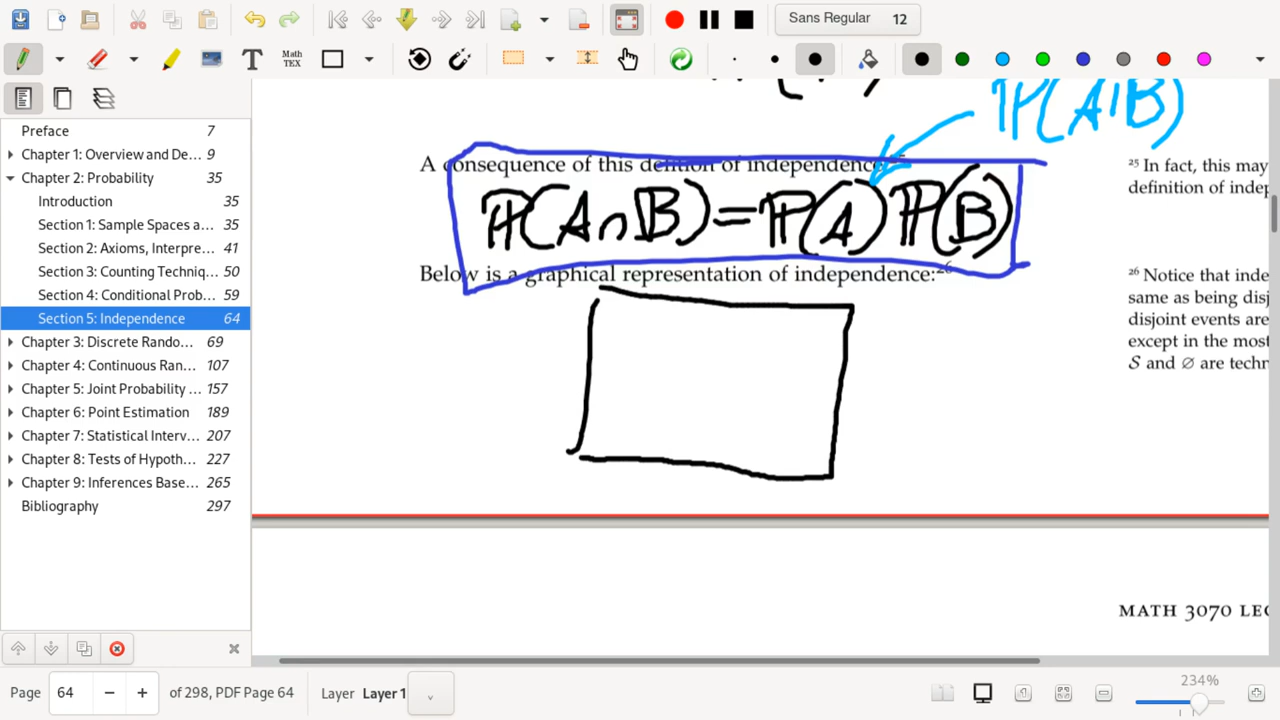 Sans Regular 12
Math
TEX
Preface 7
Chapter 1: Overview and De... 9
Chapter 2: Probability 35
Introduction 35
Section 1: Sample Spaces a... 35
Section 2: Axioms, Interpre... 41
Section 3: Counting Techniq... 50
Section 4: Conditional Prob... 59
Section 5: Independence 64
Chapter 3: Discrete Rando... 69
Chapter 4: Continuous Ran... 107
Chapter 5: Joint Probability ... 157
Chapter 6: Point Estimation 189
Chapter 7: Statistical Interv... 207
Chapter 8: Tests of Hypoth... 227
Chapter 9: Inferences Base... 265
Bibliography 297
ℙ(A|B)
A consequence of this defition of independence:25
ℙ(A∩B)=ℙ(A)ℙ(B)
Below is a graphical representation of independence:26
25 In fact, this may
definition of indep
26 Notice that inde
same as being disj
disjoint events are
except in the most
S and ∅ are techn
MATH 3070 LEC
Page 64 of 298, PDF Page 64 Layer Layer 1
234%